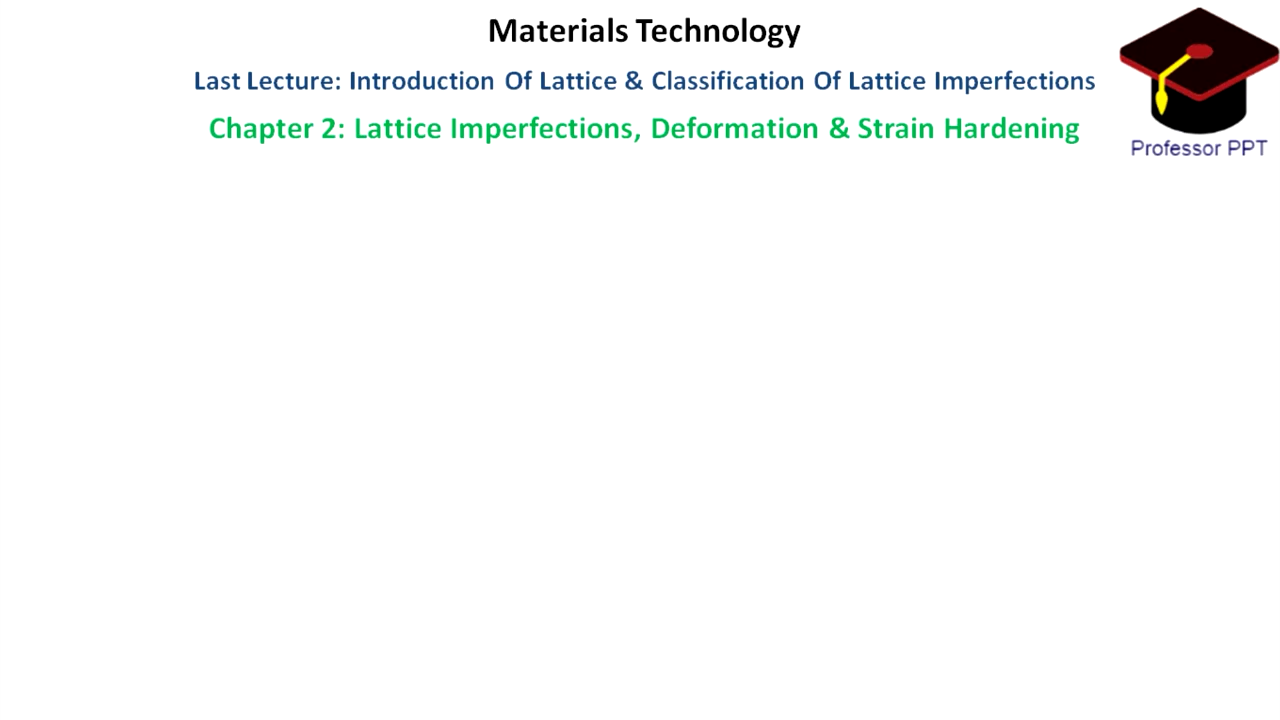 Materials Technology
Last Lecture: Introduction Of Lattice & Classification Of Lattice Imperfections
Chapter 2: Lattice Imperfections, Deformation & Strain Hardening
Professor PPT